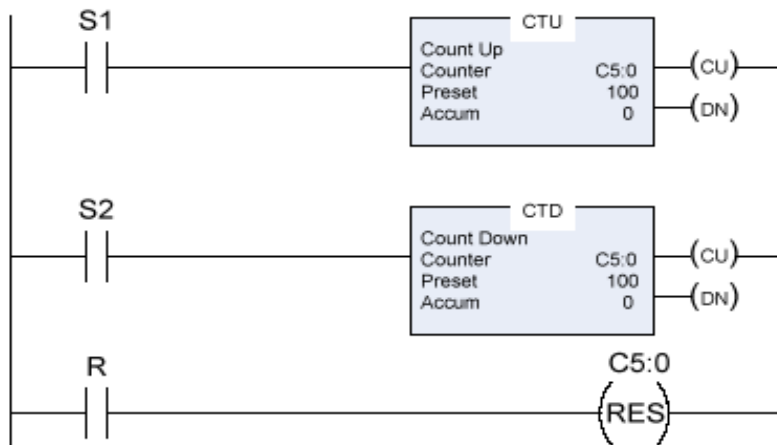 S1
CTU
Count Up
Counter C5:0
Preset 100
Accum 0
(CU)
(DN)
S2
CTD
Count Down
Counter C5:0
Preset 100
Accum 0
(CU)
(DN)
R
C5:0
(RES)